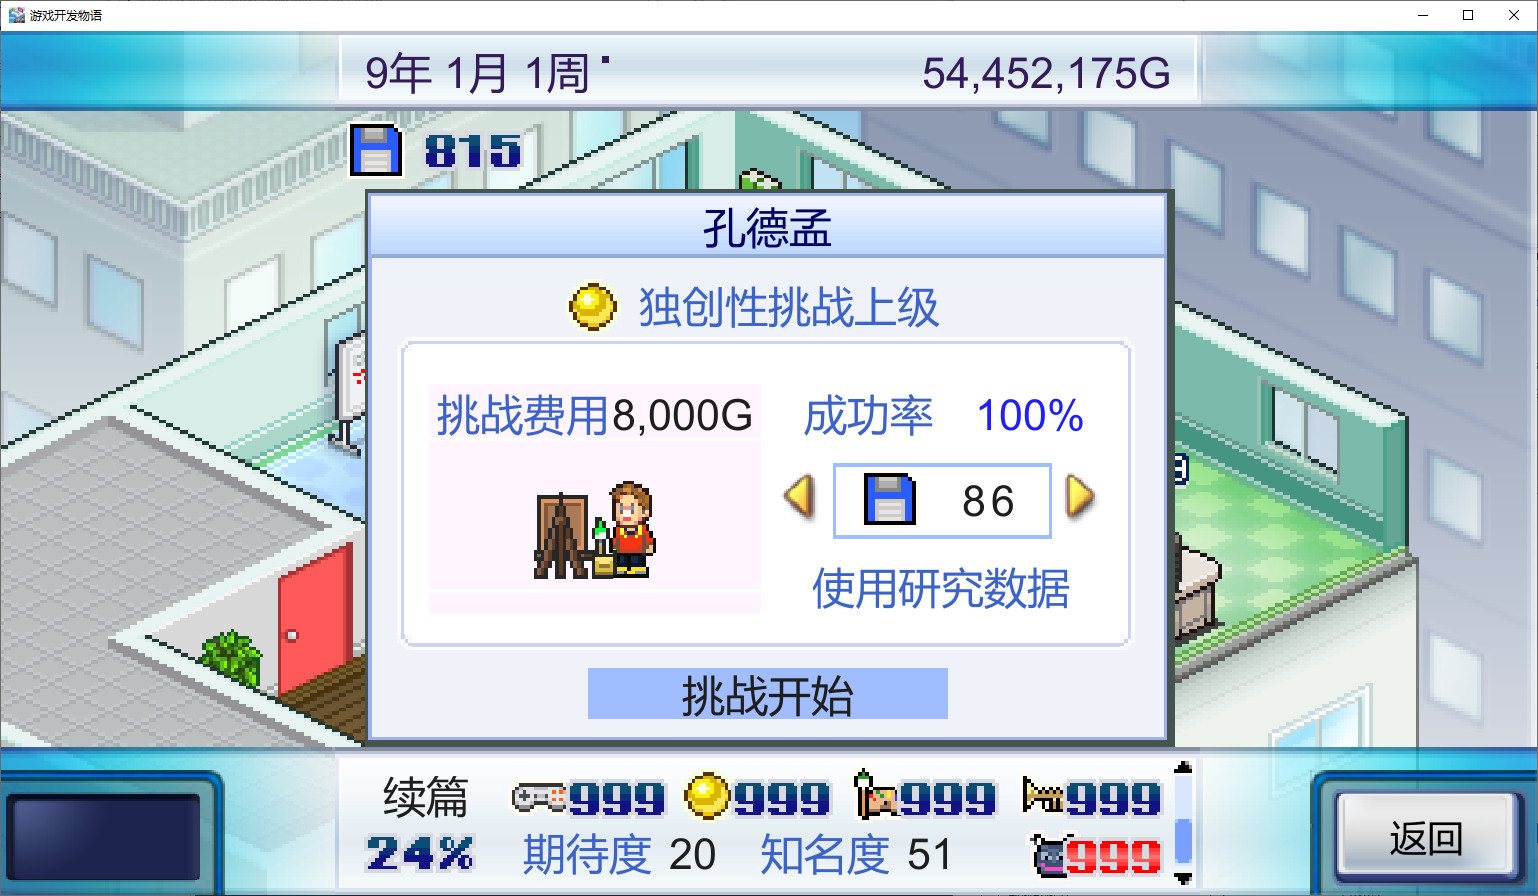 游戏开发物语
9年 1月 1周
54,452,175G
815
孔德孟
独创性挑战上级
挑战费用8,000G
成功率 100%
86
使用研究数据
挑战开始
续篇 999 999 999 999
24% 期待度 20 知名度 51 999
返回